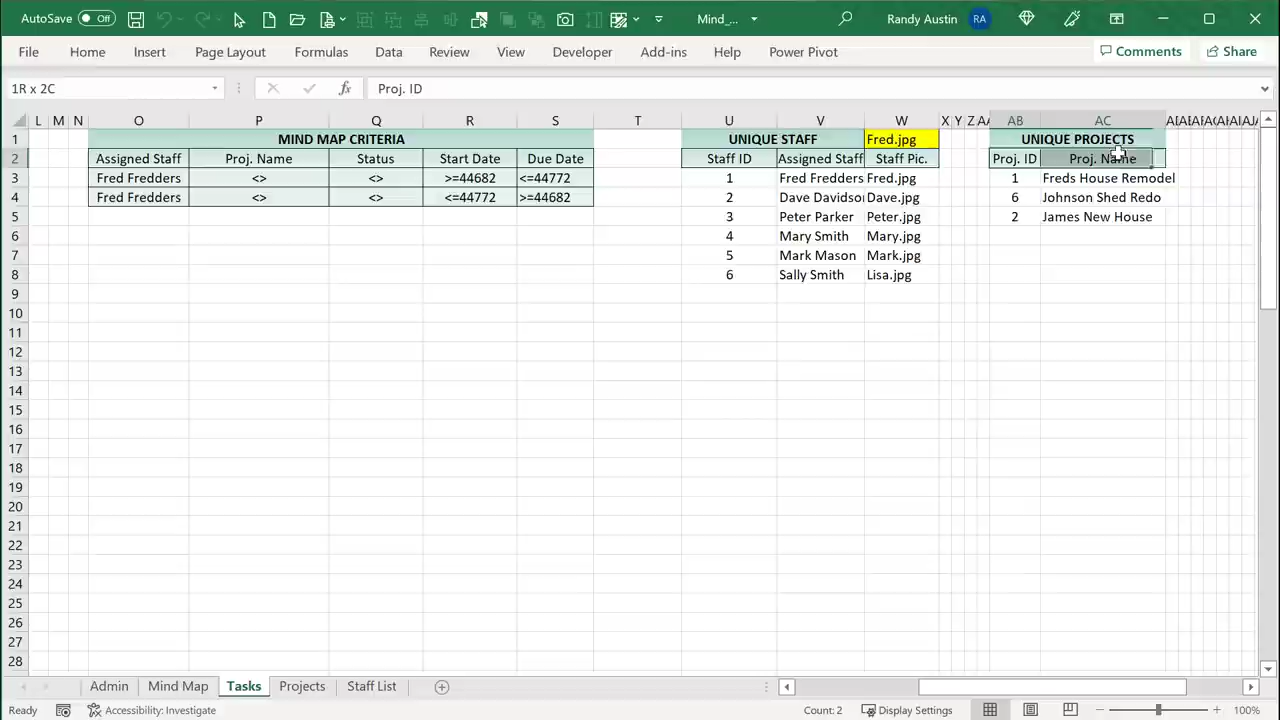 AutoSave Off Mind_... Randy Austin RA
File Home Insert Page Layout Formulas Data Review View Developer Add-ins Help Power Pivot Comments Share
1R x 2C fx Proj. ID
L M N O P Q R S T U V W X Y Z AB AC
1 MIND MAP CRITERIA UNIQUE STAFF Fred.jpg UNIQUE PROJECTS
2 Assigned Staff Proj. Name Status Start Date Due Date Staff ID Assigned Staff Staff Pic. Proj. ID Proj. Name
3 Fred Fredders <> <> >=44682 <=44772 1 Fred Fredders Fred.jpg 1 Freds House Remodel
4 Fred Fredders <> <> <=44772 >=44682 2 Dave Davidso Dave.jpg 6 Johnson Shed Redo
5 3 Peter Parker Peter.jpg 2 James New House
6 4 Mary Smith Mary.jpg
7 5 Mark Mason Mark.jpg
8 6 Sally Smith Lisa.jpg
9
10
11
12
13
14
15
16
17
18
19
20
21
22
23
24
25
26
27
28
Admin Mind Map Tasks Projects Staff List
Ready Accessibility: Investigate Count: 2 Display Settings 100%